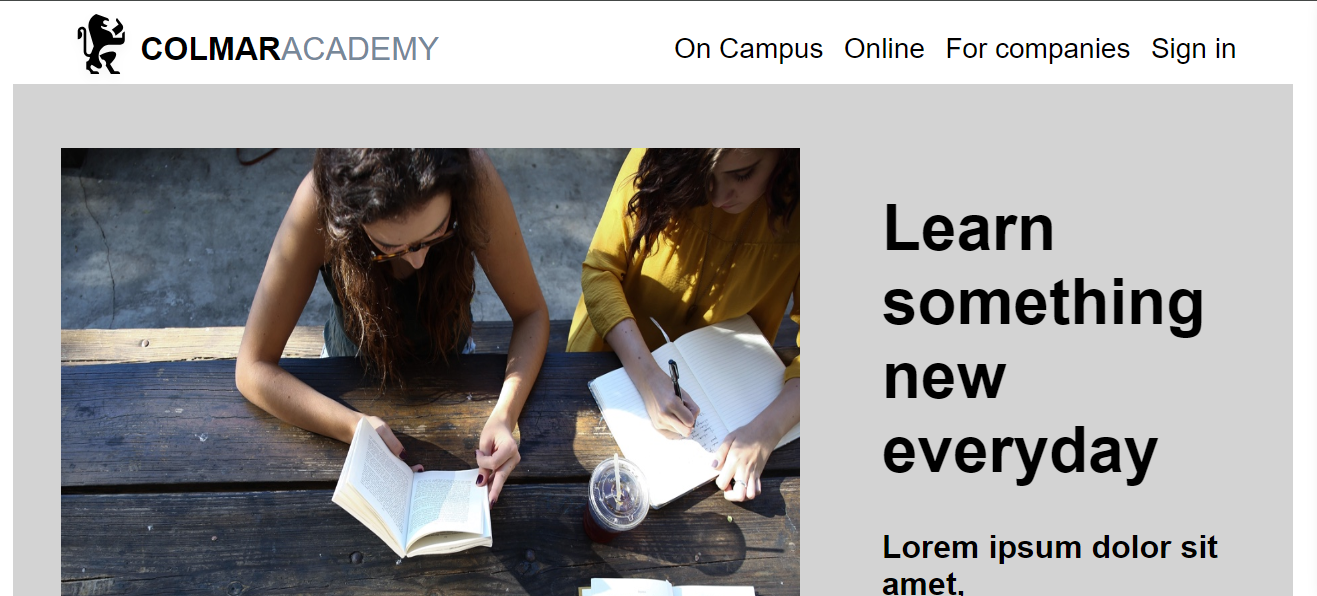 COLMARACADEMY
On Campus Online For companies Sign in
Learn
something
new
everyday
Lorem ipsum dolor sit
amet,